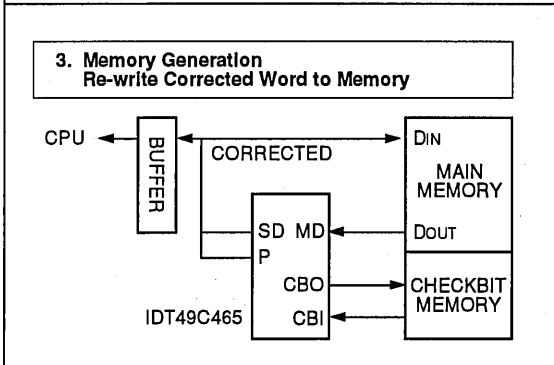 3. Memory Generation
Re-write Corrected Word to Memory
CPU
BUFFER
CORRECTED
DIN
MAIN
MEMORY
SD MD
DOUT
P
CBO
CHECKBIT
MEMORY
IDT49C465
CBI